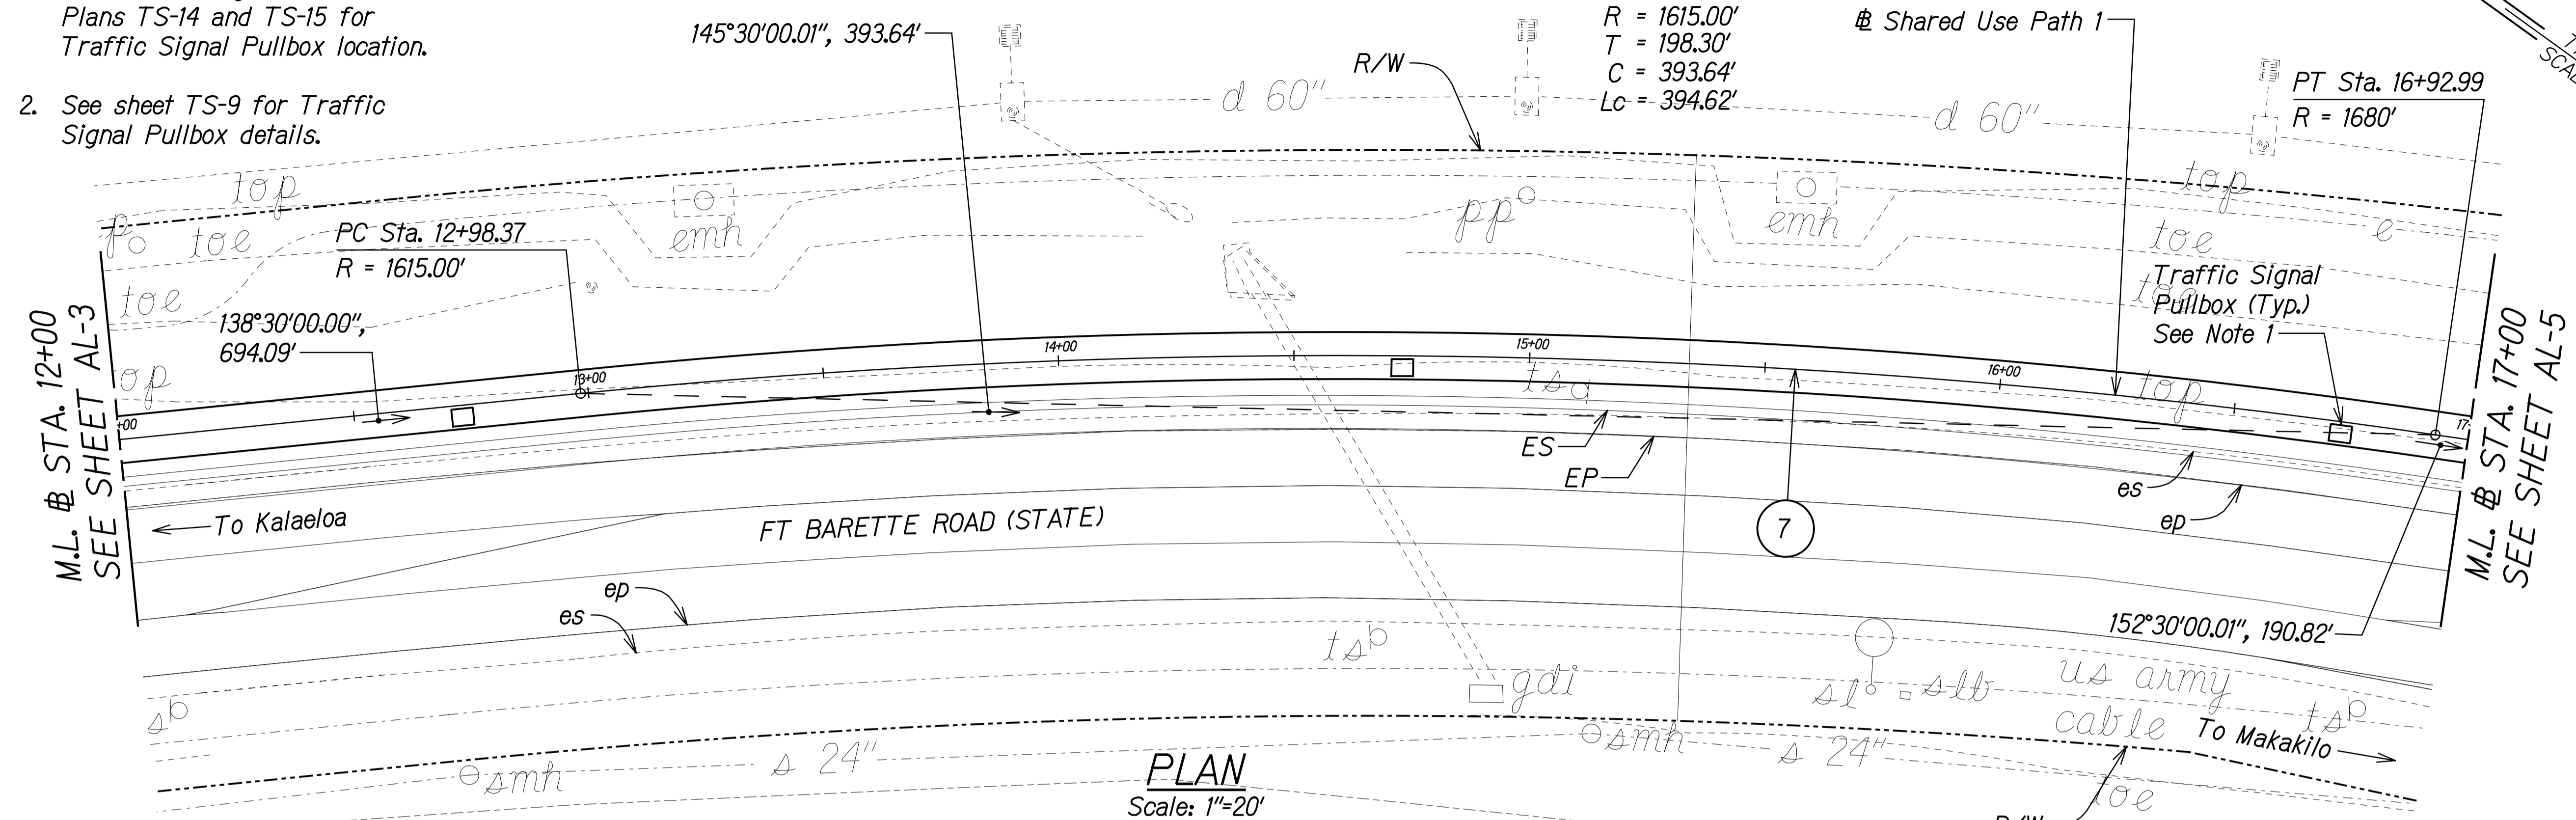 Plans TS-14 and TS-15 for
Traffic Signal Pullbox location.
2. See sheet TS-9 for Traffic
Signal Pullbox details.
145°30'00.01", 393.64'
R/W
R = 1615.00'
T = 198.30'
C = 393.64'
Lc = 394.62'
℄ Shared Use Path 1
PT Sta. 16+92.99
R = 1680'
d 60"
d 60"
top
toe
toe
PC Sta. 12+98.37
R = 1615.00'
emh
pp
emh
top
e
toe
Traffic Signal
Pullbox (Typ.)
See Note 1
138°30'00.00",
694.09'
M.L. ℄ STA. 12+00
SEE SHEET AL-3
13+00
14+00
15+00
16+00
top
ES
EP
es
ep
7
M.L. ℄ STA. 17+00
SEE SHEET AL-5
To Kalaeloa
FT BARETTE ROAD (STATE)
ep
es
152°30'00.01", 190.82'
ts
gdi
sl
slb
us army
cable
ts
To Makakilo
smh
s 24"
smh
s 24"
toe
PLAN
Scale: 1"=20'